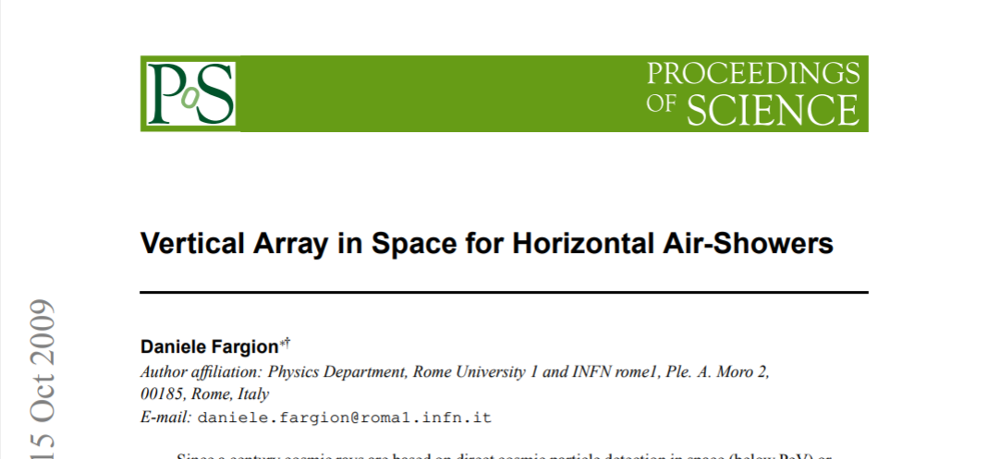 PoS
PROCEEDINGS
OF SCIENCE
Vertical Array in Space for Horizontal Air-Showers
15 Oct 2009
Daniele Fargion*†
Author affiliation: Physics Department, Rome University 1 and INFN rome1, Ple. A. Moro 2,
00185, Rome, Italy
E-mail: daniele.fargion@roma1.infn.it
Since a century cosmic rays are based on direct cosmic particle detection in space (below PeV) or